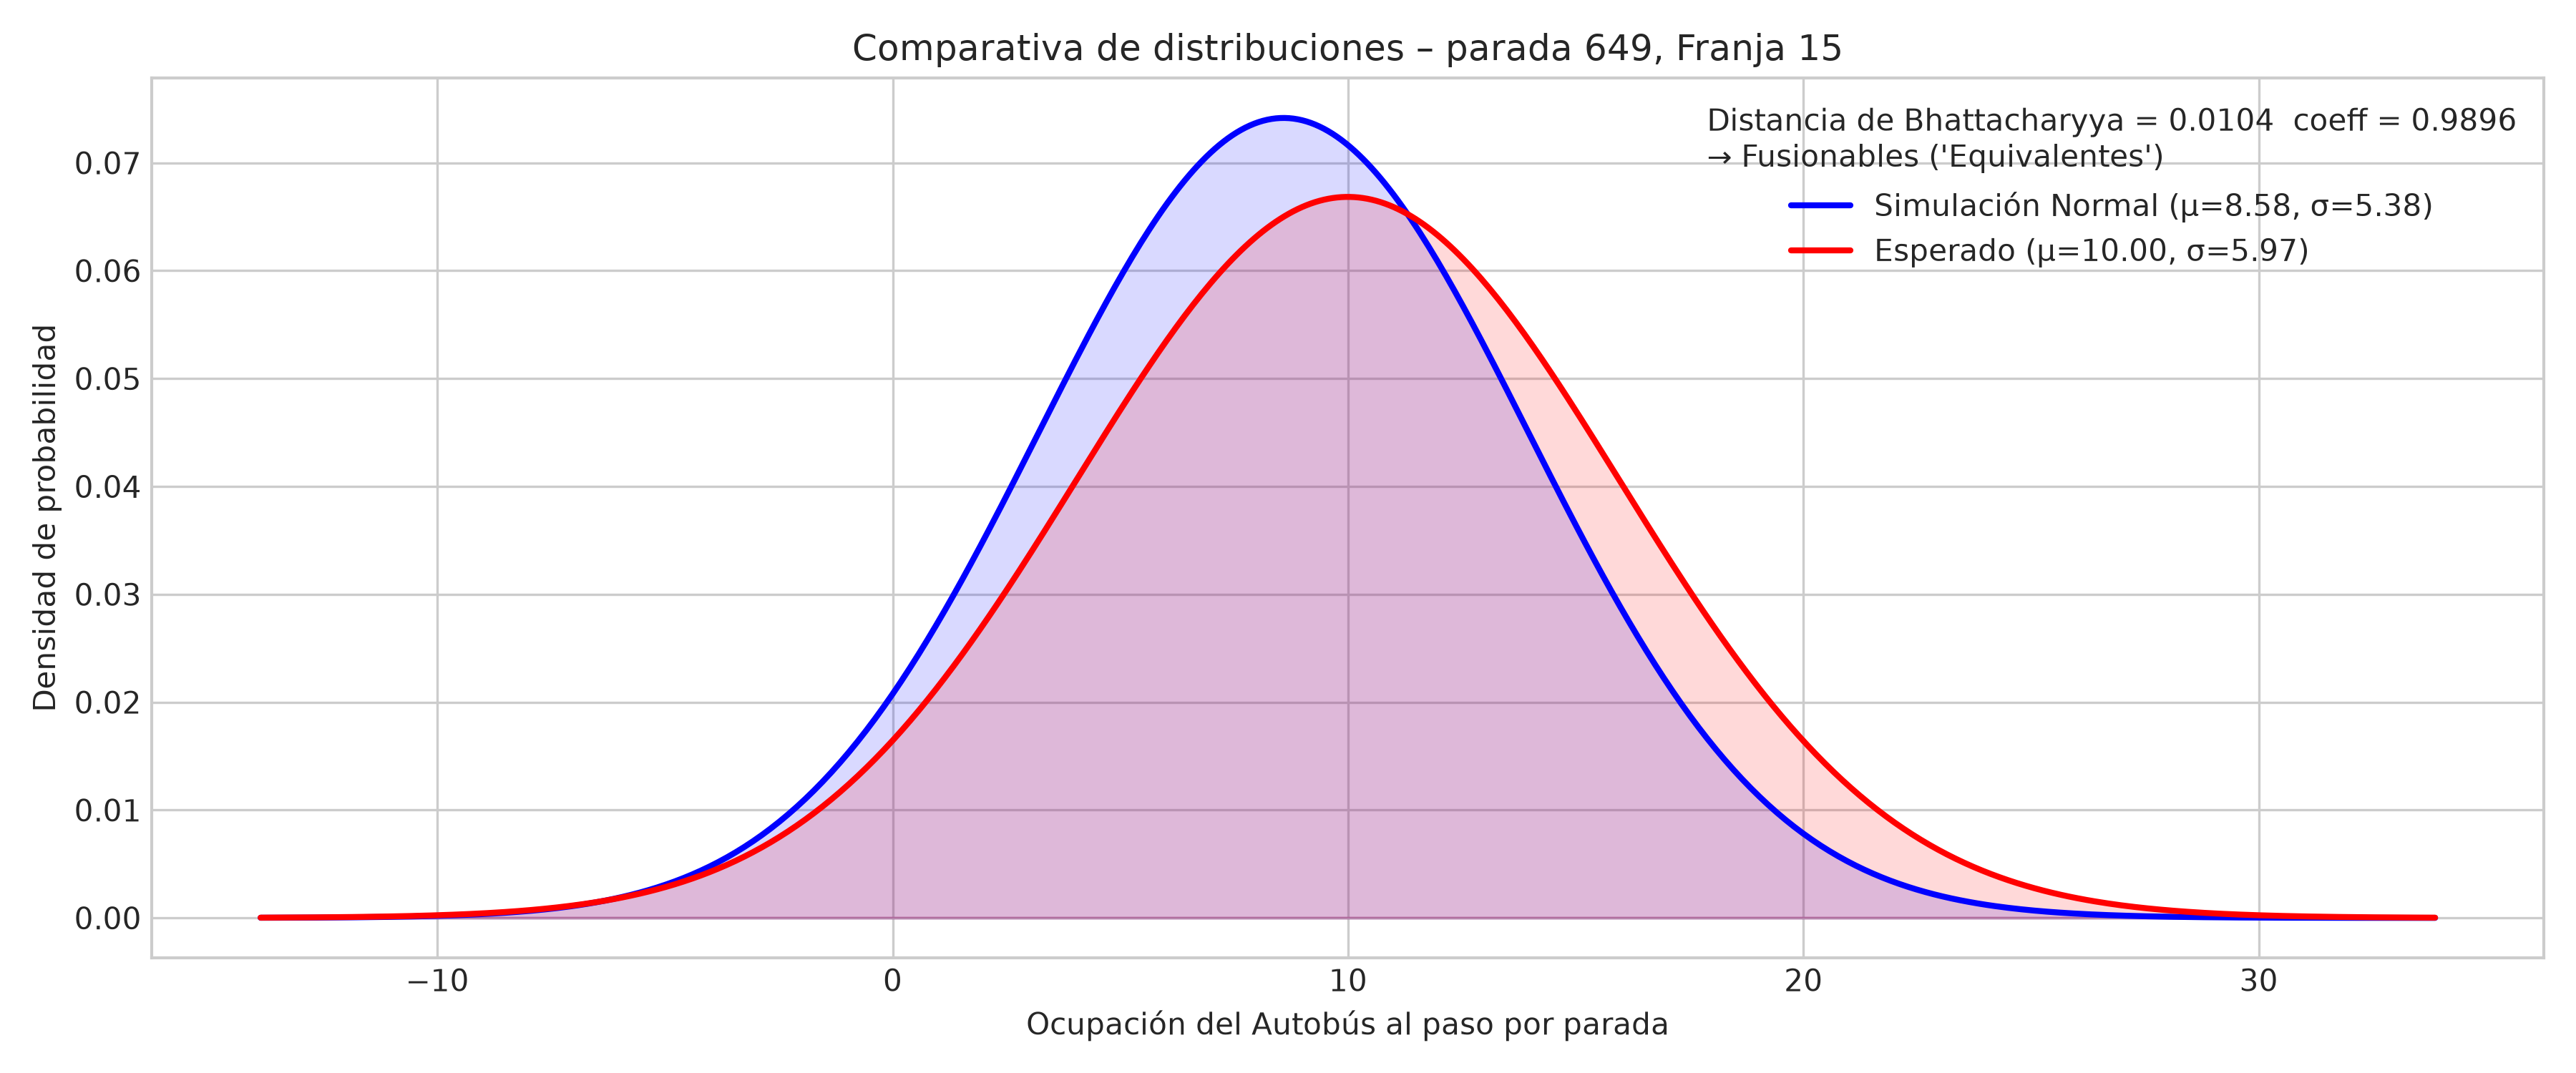 Comparativa de distribuciones – parada 649, Franja 15
Distancia de Bhattacharyya = 0.0104  coeff = 0.9896
→ Fusionables ('Equivalentes')
Simulación Normal (μ=8.58, σ=5.38)
Esperado (μ=10.00, σ=5.97)
Densidad de probabilidad
0.07
0.06
0.05
0.04
0.03
0.02
0.01
0.00
−10
0
10
20
30
Ocupación del Autobús al paso por parada